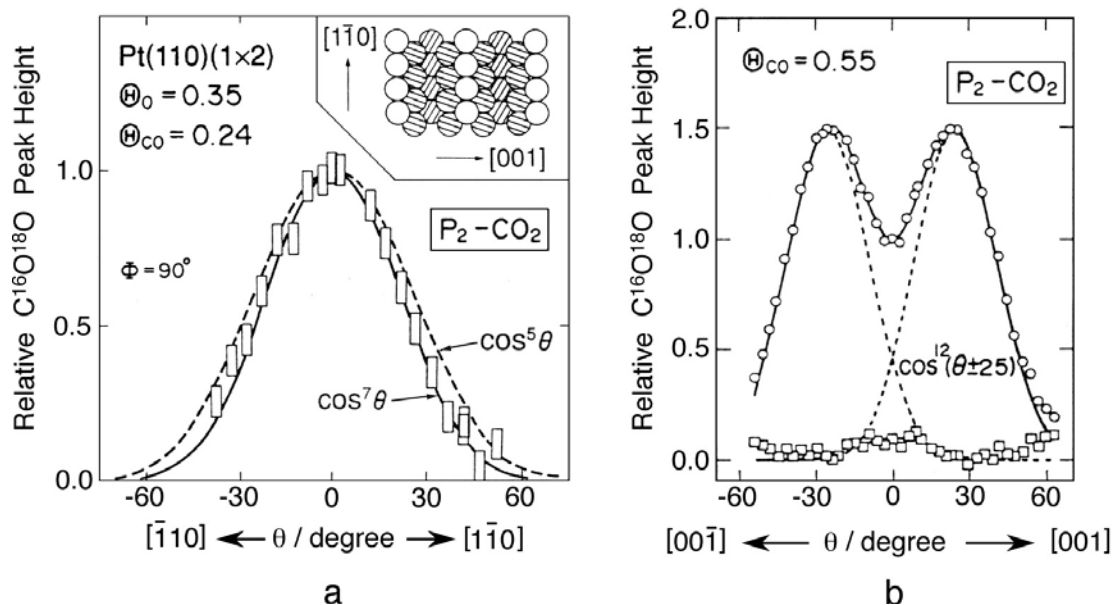 Relative C¹⁶O¹⁸O Peak Height
Pt(110)(1×2)
Θ_O = 0.35
Θ_CO = 0.24
[11̄0]
[001]
P₂-CO₂
Φ = 90°
cos⁵θ
cos⁷θ
1.0
0.5
0.0
-60 -30 0 30 60
[1̄10] θ / degree [11̄0]
a
Relative C¹⁶O¹⁸O Peak Height
2.0
1.5
1.0
0.5
0.0
Θ_CO = 0.55
P₂-CO₂
cos¹²(θ±25)
-60 -30 0 30 60
[001̄] θ / degree [001]
b